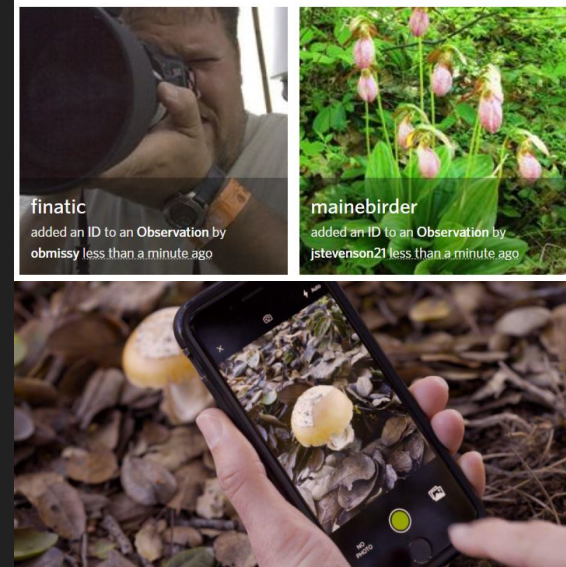 finatic
added an ID to an Observation by
obmissy less than a minute ago
mainebirder
added an ID to an Observation by
jstevenson21 less than a minute ago
Auto
NO
PHOTO